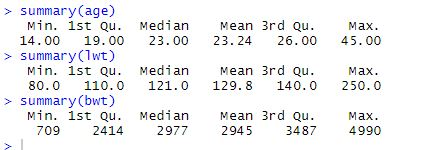 > summary(age)
Min. 1st Qu. Median Mean 3rd Qu. Max.
14.00 19.00 23.00 23.24 26.00 45.00
> summary(lwt)
Min. 1st Qu. Median Mean 3rd Qu. Max.
80.0 110.0 121.0 129.8 140.0 250.0
> summary(bwt)
Min. 1st Qu. Median Mean 3rd Qu. Max.
709 2414 2977 2945 3487 4990
>